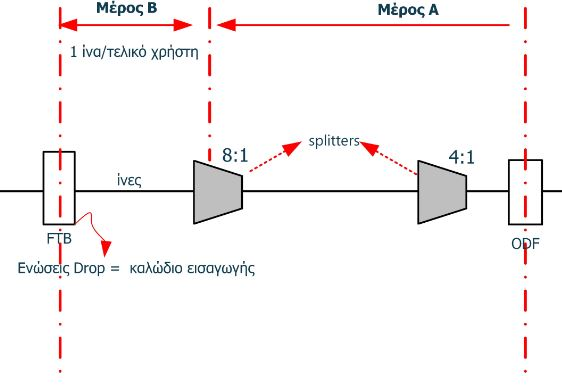 Μέρος Β
Μέρος Α
1 ίνα/τελικό χρήστη
8:1
splitters
4:1
ίνες
FTB
ODF
Ενώσεις Drop = καλώδιο εισαγωγής